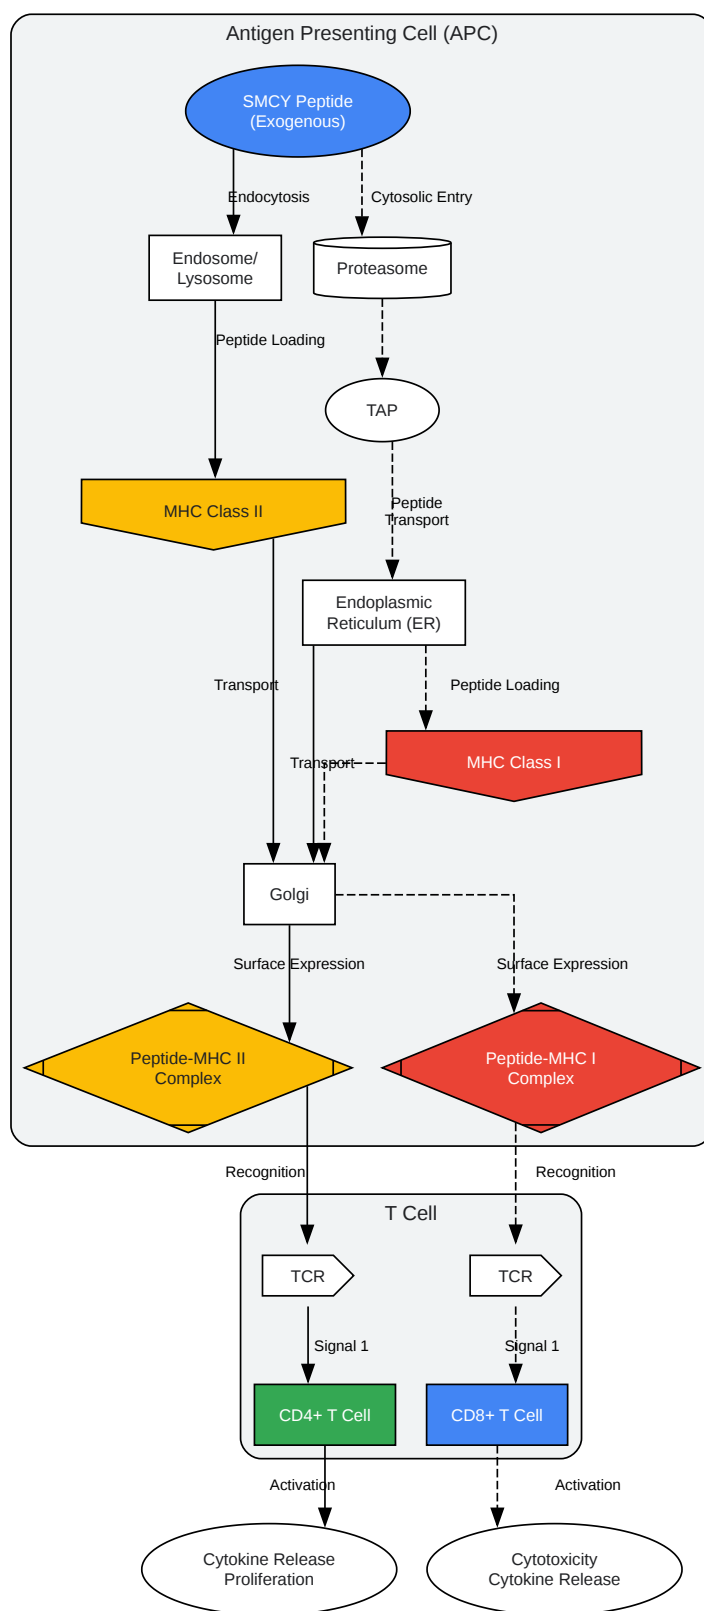 Antigen Presenting Cell (APC)
SMCY Peptide
(Exogenous)
Endocytosis
Cytosolic Entry
Endosome/
Lysosome
Proteasome
Peptide Loading
TAP
MHC Class II
Peptide
Transport
Endoplasmic
Reticulum (ER)
Transport
Peptide Loading
Transport
MHC Class I
Golgi
Surface Expression
Surface Expression
Peptide-MHC II
Complex
Peptide-MHC I
Complex
Recognition
Recognition
T Cell
TCR
TCR
Signal 1
Signal 1
CD4+ T Cell
CD8+ T Cell
Activation
Activation
Cytokine Release
Proliferation
Cytotoxicity
Cytokine Release